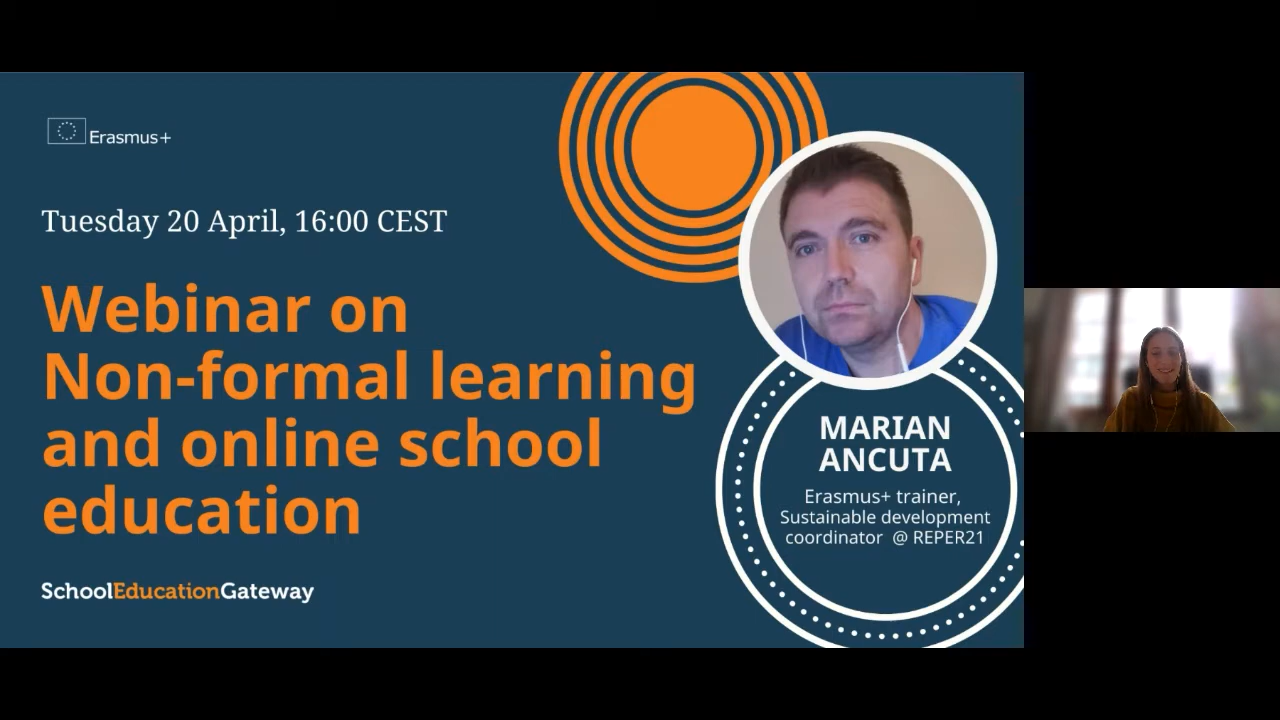 Erasmus+
Tuesday 20 April, 16:00 CEST
Webinar on
Non-formal learning
and online school
education
SchoolEducationGateway
MARIAN
ANCUTA
Erasmus+ trainer,
Sustainable development
coordinator @ REPER21